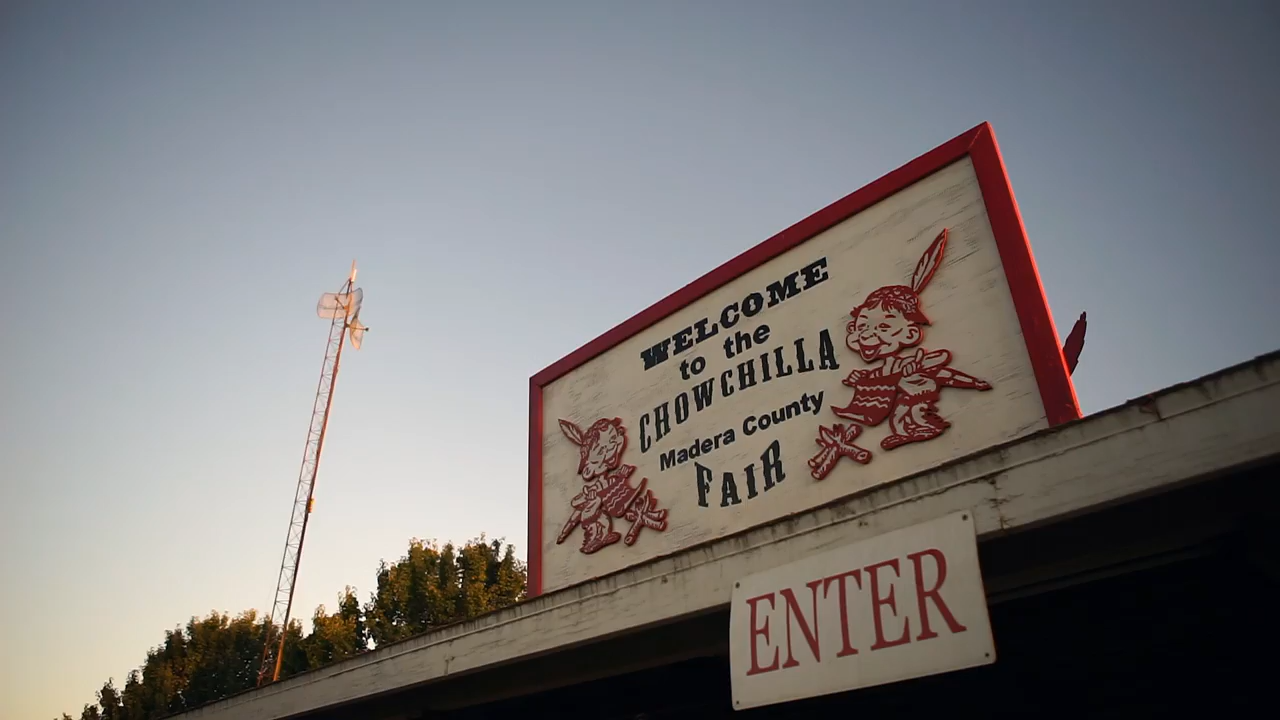 WELCOME
to the
CHOWCHILLA
Madera County
FAIR
ENTER